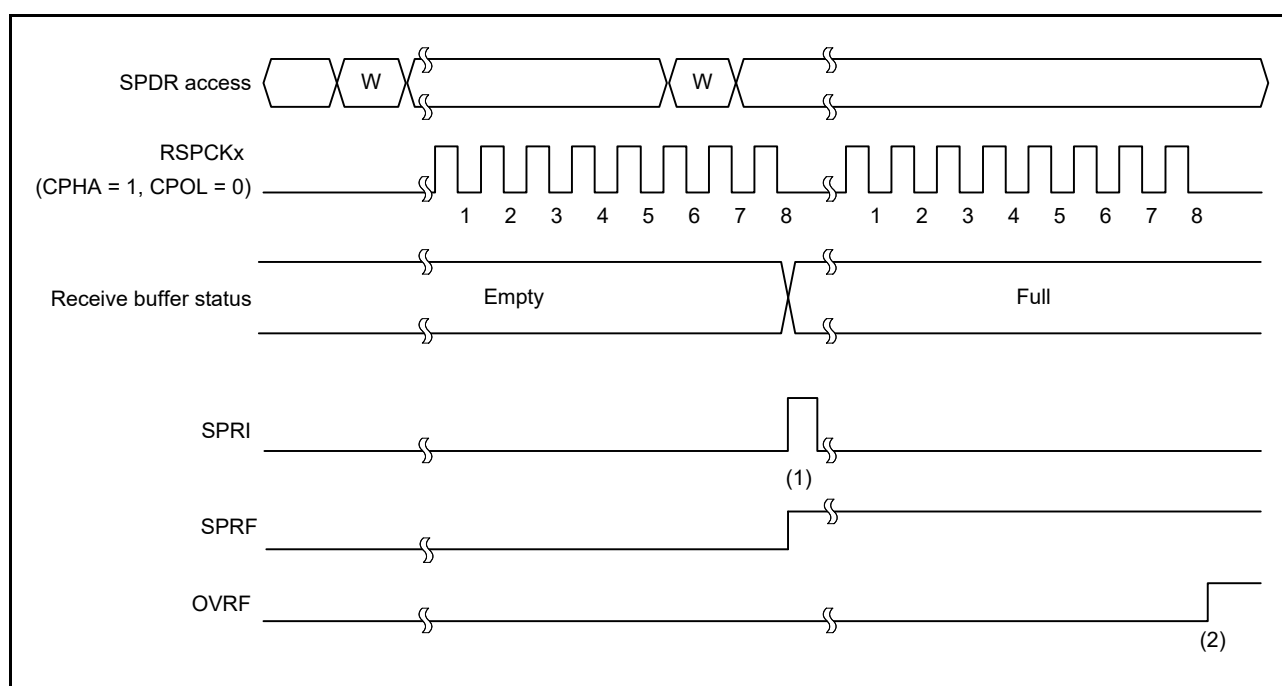 SPDR access W W
RSPCKx
(CPHA = 1, CPOL = 0)
1 2 3 4 5 6 7 8 1 2 3 4 5 6 7 8
Receive buffer status Empty Full
SPRI
(1)
SPRF
OVRF
(2)